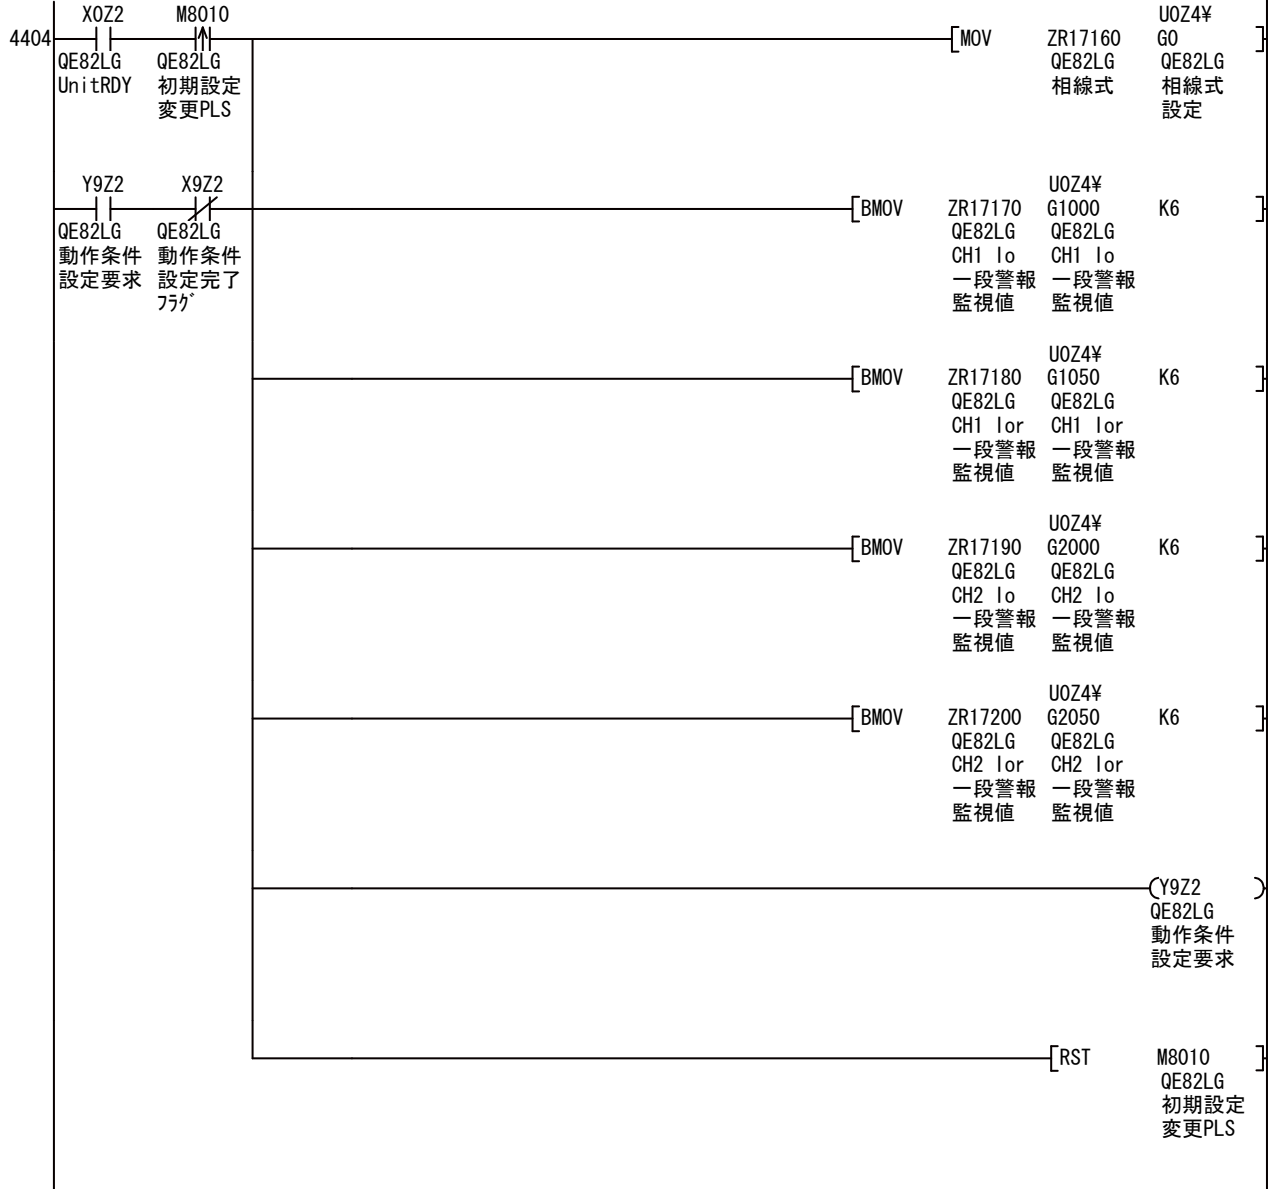 X0Z2 M8010 U0Z4¥
4404 [MOV ZR17160 G0 ]
QE82LG QE82LG QE82LG QE82LG
UnitRDY 初期設定 相線式 相線式
変更PLS 設定
Y9Z2 X9Z2 U0Z4¥
[BMOV ZR17170 G1000 K6 ]
QE82LG QE82LG QE82LG QE82LG
動作条件 動作条件 CH1 Io CH1 Io
設定要求 設定完了 一段警報 一段警報
ﾌﾗｸﾞ 監視値 監視値
U0Z4¥
[BMOV ZR17180 G1050 K6 ]
QE82LG QE82LG
CH1 Ior CH1 Ior
一段警報 一段警報
監視値 監視値
U0Z4¥
[BMOV ZR17190 G2000 K6 ]
QE82LG QE82LG
CH2 Io CH2 Io
一段警報 一段警報
監視値 監視値
U0Z4¥
[BMOV ZR17200 G2050 K6 ]
QE82LG QE82LG
CH2 Ior CH2 Ior
一段警報 一段警報
監視値 監視値
(Y9Z2 )
QE82LG
動作条件
設定要求
[RST M8010 ]
QE82LG
初期設定
変更PLS